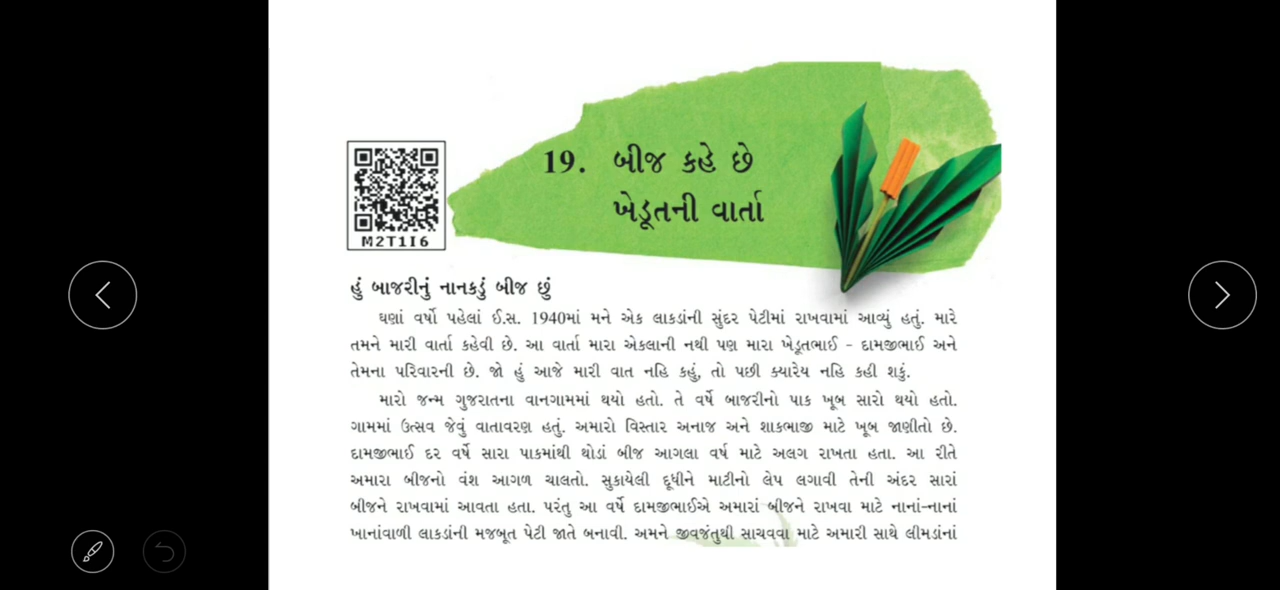 19. બીજ કહે છે
ખેડૂતની વાર્તા
M2T1I6
હું બાજરીનું નાનકડું બીજ છું
ઘણાં વર્ષો પહેલાં ઈ.સ. 1940માં મને એક લાકડાંની સુંદર પેટીમાં રાખવામાં આવ્યું હતું. મારે
તમને મારી વાર્તા કહેવી છે. આ વાર્તા મારા એકલાની નથી પણ મારા ખેડૂતભાઈ – દામજીભાઈ અને
તેમના પરિવારની છે. જો હું આજે મારી વાત નહિ કહું, તો પછી ક્યારેય નહિ કહી શકું.
મારો જન્મ ગુજરાતના વાનગામમાં થયો હતો. તે વર્ષે બાજરીનો પાક ખૂબ સારો થયો હતો.
ગામમાં ઉત્સવ જેવું વાતાવરણ હતું. અમારો વિસ્તાર અનાજ અને શાકભાજી માટે ખૂબ જાણીતો છે.
દામજીભાઈ દર વર્ષે સારા પાકમાંથી થોડાં બીજ આગલા વર્ષ માટે અલગ રાખતા હતા. આ રીતે
અમારા બીજનો વંશ આગળ ચાલતો. સુકાયેલી દૂધીને માટીનો લેપ લગાવી તેની અંદર સારાં
બીજને રાખવામાં આવતા હતા. પરંતુ આ વર્ષે દામજીભાઈએ અમારાં બીજને રાખવા માટે નાનાં-નાનાં
ખાનાંવાળી લાકડાંની મજબૂત પેટી જાતે બનાવી. અમને જીવજંતુથી સાચવવા માટે અમારી સાથે લીમડાંનાં